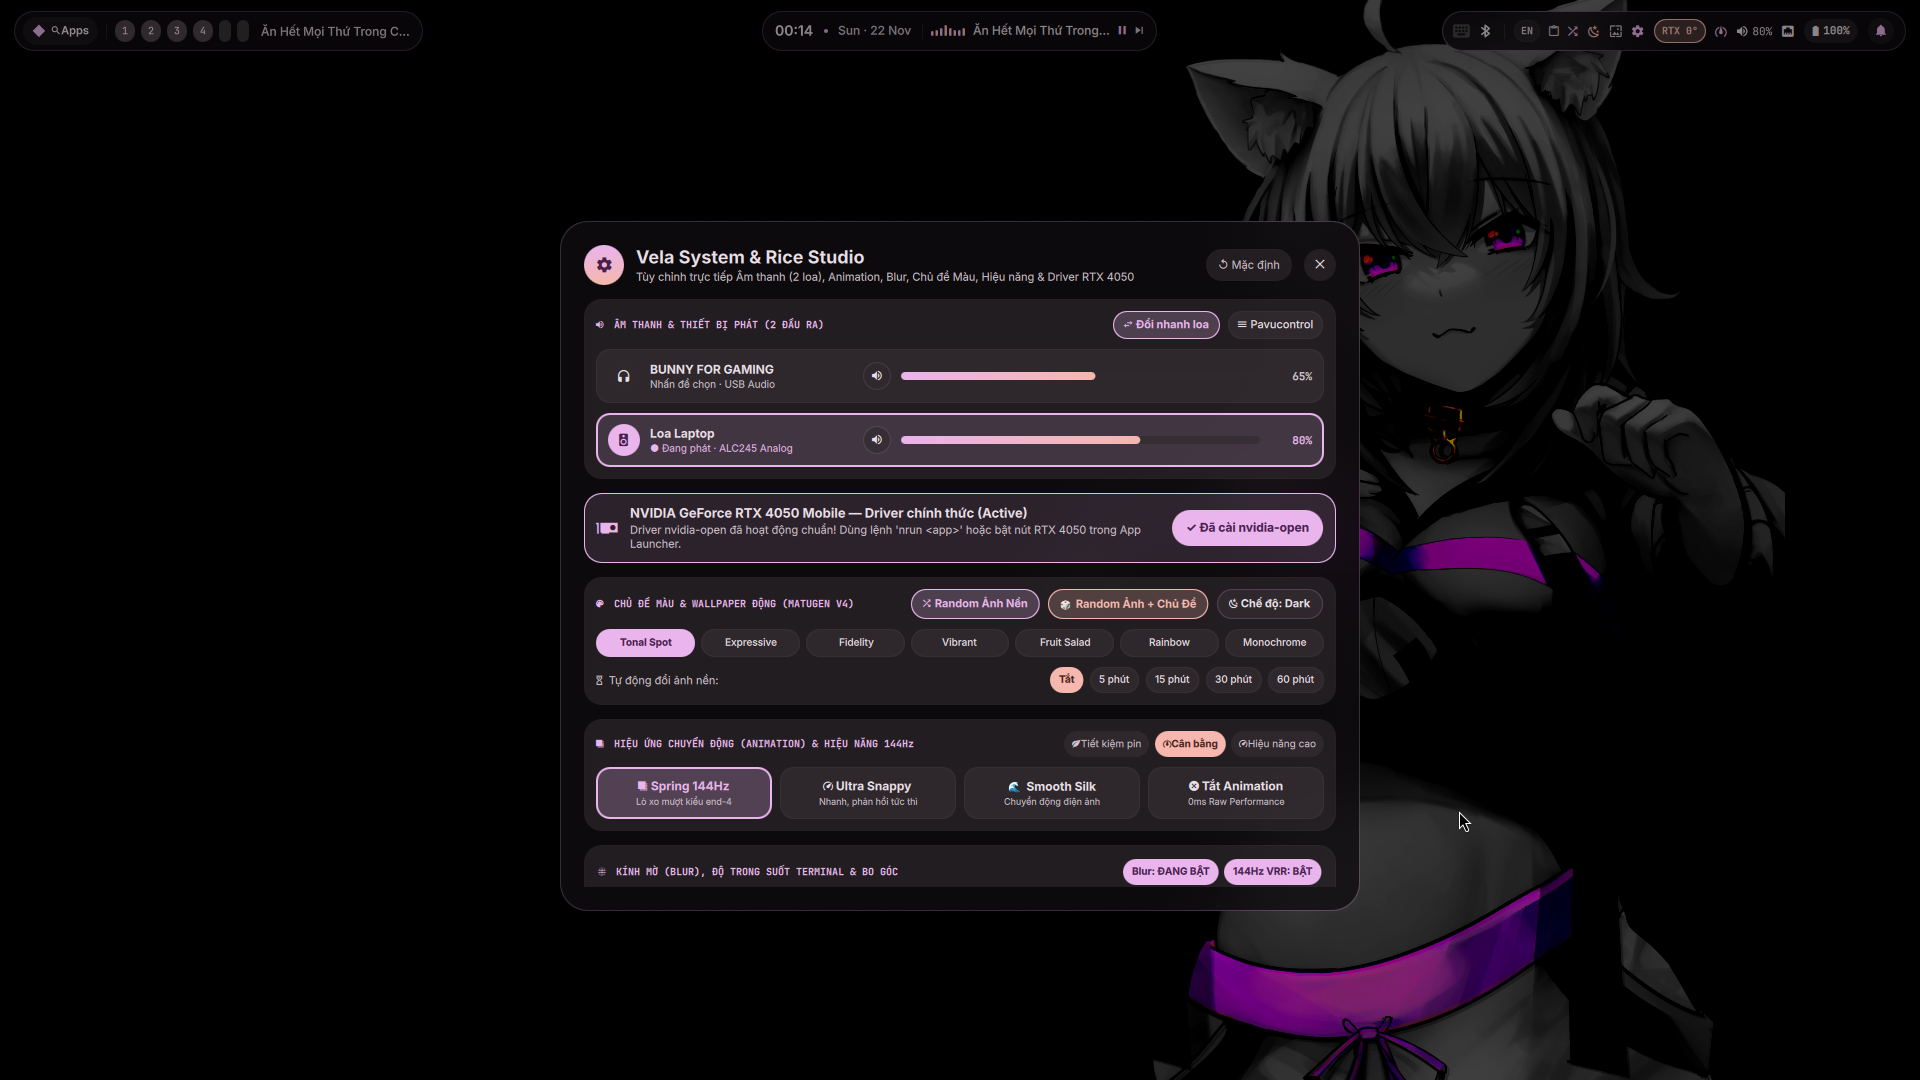 Apps
1 2 3 4
Ăn Hết Mọi Thứ Trong C...
00:14 • Sun · 22 Nov
Ăn Hết Mọi Thứ Trong...
EN
RTX 0°
80%
100%
Vela System & Rice Studio
Tùy chỉnh trực tiếp Âm thanh (2 loa), Animation, Blur, Chủ đề Màu, Hiệu năng & Driver RTX 4050
Mặc định
ÂM THANH & THIẾT BỊ PHÁT (2 ĐẦU RA)
Đổi nhanh loa
Pavucontrol
BUNNY FOR GAMING
Nhấn để chọn · USB Audio
65%
Loa Laptop
Đang phát · ALC245 Analog
80%
NVIDIA GeForce RTX 4050 Mobile — Driver chính thức (Active)
Driver nvidia-open đã hoạt động chuẩn! Dùng lệnh 'nrun <app>' hoặc bật nút RTX 4050 trong App
Launcher.
✓ Đã cài nvidia-open
CHỦ ĐỀ MÀU & WALLPAPER ĐỘNG (MATUGEN V4)
Random Ảnh Nền
Random Ảnh + Chủ Đề
Chế độ: Dark
Tonal Spot
Expressive
Fidelity
Vibrant
Fruit Salad
Rainbow
Monochrome
Tự động đổi ảnh nền:
Tắt
5 phút
15 phút
30 phút
60 phút
HIỆU ỨNG CHUYỂN ĐỘNG (ANIMATION) & HIỆU NĂNG 144Hz
Tiết kiệm pin
Cân bằng
Hiệu năng cao
Spring 144Hz
Lò xo mượt kiểu end-4
Ultra Snappy
Nhanh, phản hồi tức thì
Smooth Silk
Chuyển động điện ảnh
Tắt Animation
0ms Raw Performance
KÍNH MỜ (BLUR), ĐỘ TRONG SUỐT TERMINAL & BO GÓC
Blur: ĐANG BẬT
144Hz VRR: BẬT